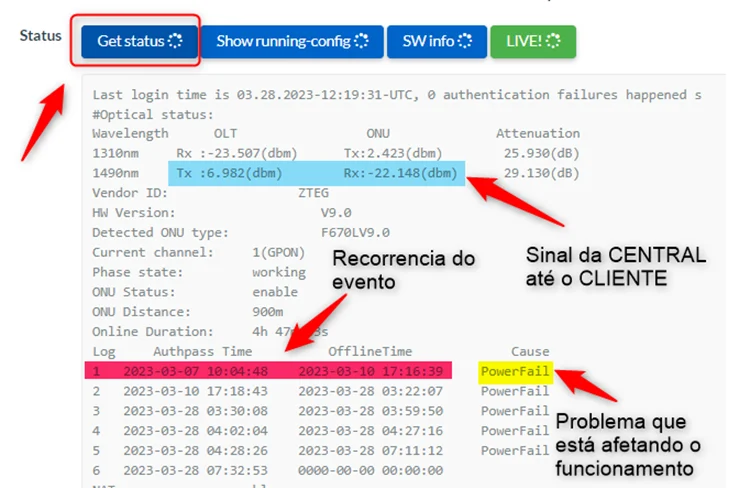 Status
Get status
Show running-config
SW info
LIVE!
Last login time is 03.28.2023-12:19:31-UTC, 0 authentication failures happened s
#Optical status:
Wavelength OLT ONU Attenuation
1310nm Rx :-23.507(dbm) Tx:2.423(dbm) 25.930(dB)
1490nm Tx :6.982(dbm) Rx:-22.148(dbm) 29.130(dB)
Vendor ID: ZTEG
HW Version: V9.0
Detected ONU type: F670LV9.0
Current channel: 1(GPON)
Phase state: working
ONU Status: enable
ONU Distance: 900m
Online Duration: 4h 47
Recorrencia do
evento
Sinal da CENTRAL
até o CLIENTE
Log Authpass Time OfflineTime Cause
1 2023-03-07 10:04:48 2023-03-10 17:16:39 PowerFail
2 2023-03-10 17:18:43 2023-03-28 03:22:07 PowerFail
3 2023-03-28 03:30:08 2023-03-28 03:59:50 PowerFail
4 2023-03-28 04:02:04 2023-03-28 04:27:16 PowerFail
5 2023-03-28 04:28:26 2023-03-28 07:11:12 PowerFail
6 2023-03-28 07:32:53 0000-00-00 00:00:00
Problema que
está afetando o
funcionamento